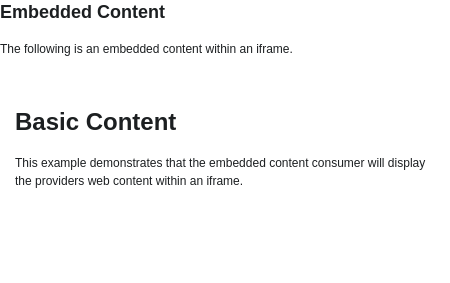 Embedded Content
The following is an embedded content within an iframe.
Basic Content
This example demonstrates that the embedded content consumer will display
the providers web content within an iframe.